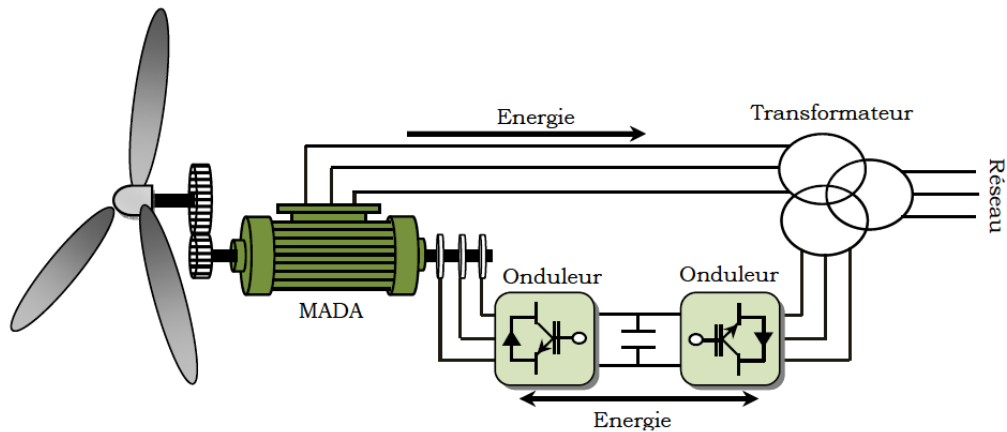 Energie
Transformateur
Réseau
MADA
Onduleur
Onduleur
Energie